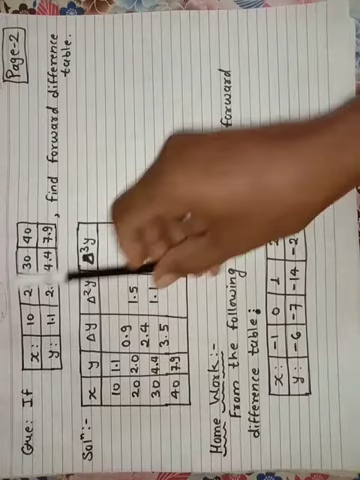 Page-2
Que: If x: 10 2 30 40
y: 1.1 2. 4.4 7.9 , find forward difference
table.
Solⁿ:-
x y Δy Δ²y Δ³y
10 1.1
0.9
20 2.0 1.5
2.4
30 4.4 1.1
3.5
40 7.9
Home Work:- forward
from the following
difference table:
x: -1 0 1
y: -6 -7 -14